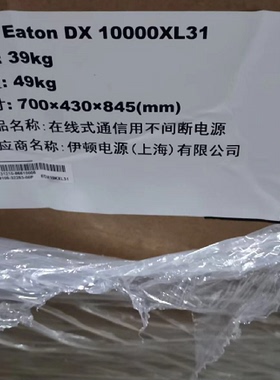 Eaton DX 10000XL31
: 39kg
: 49kg
寸: 700×430×845(mm)
品名称: 在线式通信用不间断电源
应商名称: 伊顿电源(上海)有限公司